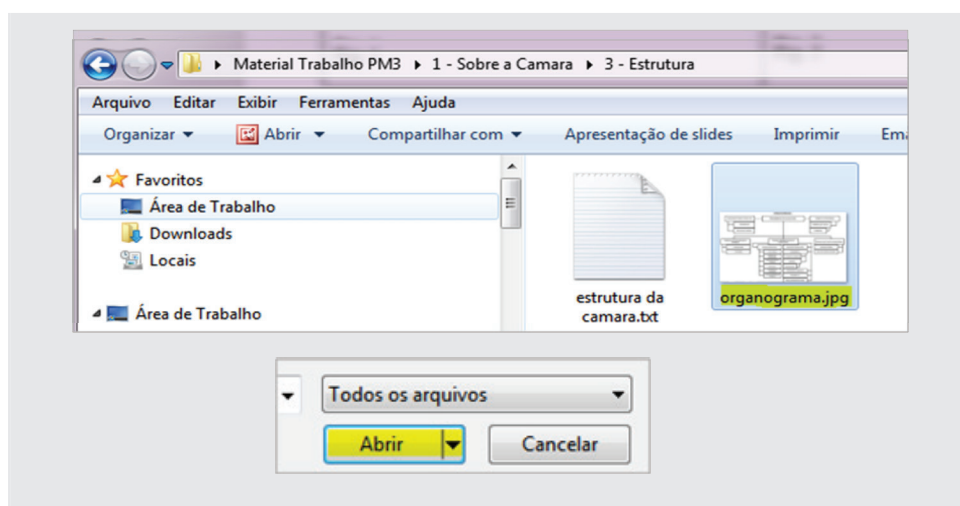 Material Trabalho PM3 ▸ 1 - Sobre a Camara ▸ 3 - Estrutura
Arquivo Editar Exibir Ferramentas Ajuda
Organizar Abrir Compartilhar com Apresentação de slides Imprimir
Favoritos
Área de Trabalho
Downloads
Locais
Área de Trabalho
estrutura da
camara.txt
organograma.jpg
Todos os arquivos
Abrir Cancelar